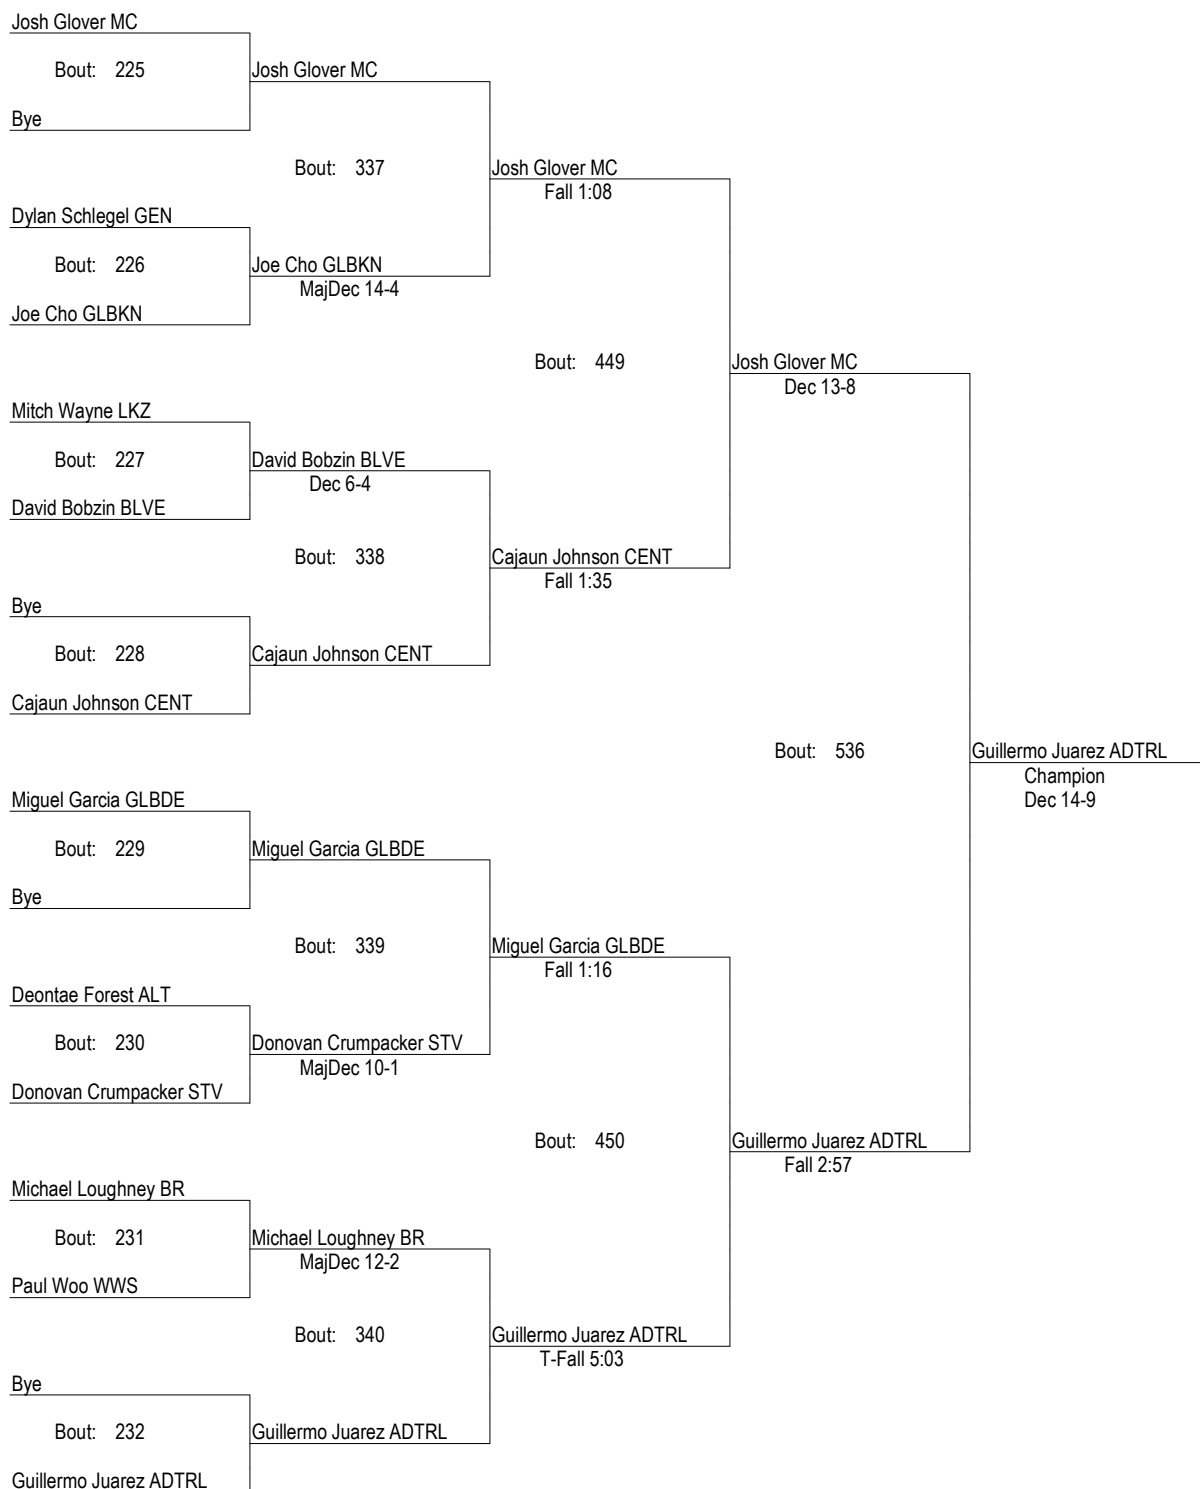 Josh Glover MC
Bout: 225 Josh Glover MC
Bye
Bout: 337 Josh Glover MC
Fall 1:08
Dylan Schlegel GEN
Bout: 226 Joe Cho GLBKN
MajDec 14-4
Joe Cho GLBKN
Bout: 449 Josh Glover MC
Dec 13-8
Mitch Wayne LKZ
Bout: 227 David Bobzin BLVE
Dec 6-4
David Bobzin BLVE
Bout: 338 Cajaun Johnson CENT
Fall 1:35
Bye
Bout: 228 Cajaun Johnson CENT
Cajaun Johnson CENT
Bout: 536 Guillermo Juarez ADTRL
Champion
Dec 14-9
Miguel Garcia GLBDE
Bout: 229 Miguel Garcia GLBDE
Bye
Bout: 339 Miguel Garcia GLBDE
Fall 1:16
Deontae Forest ALT
Bout: 230 Donovan Crumpacker STV
MajDec 10-1
Donovan Crumpacker STV
Bout: 450 Guillermo Juarez ADTRL
Fall 2:57
Michael Loughney BR
Bout: 231 Michael Loughney BR
MajDec 12-2
Paul Woo WWS
Bout: 340 Guillermo Juarez ADTRL
T-Fall 5:03
Bye
Bout: 232 Guillermo Juarez ADTRL
Guillermo Juarez ADTRL